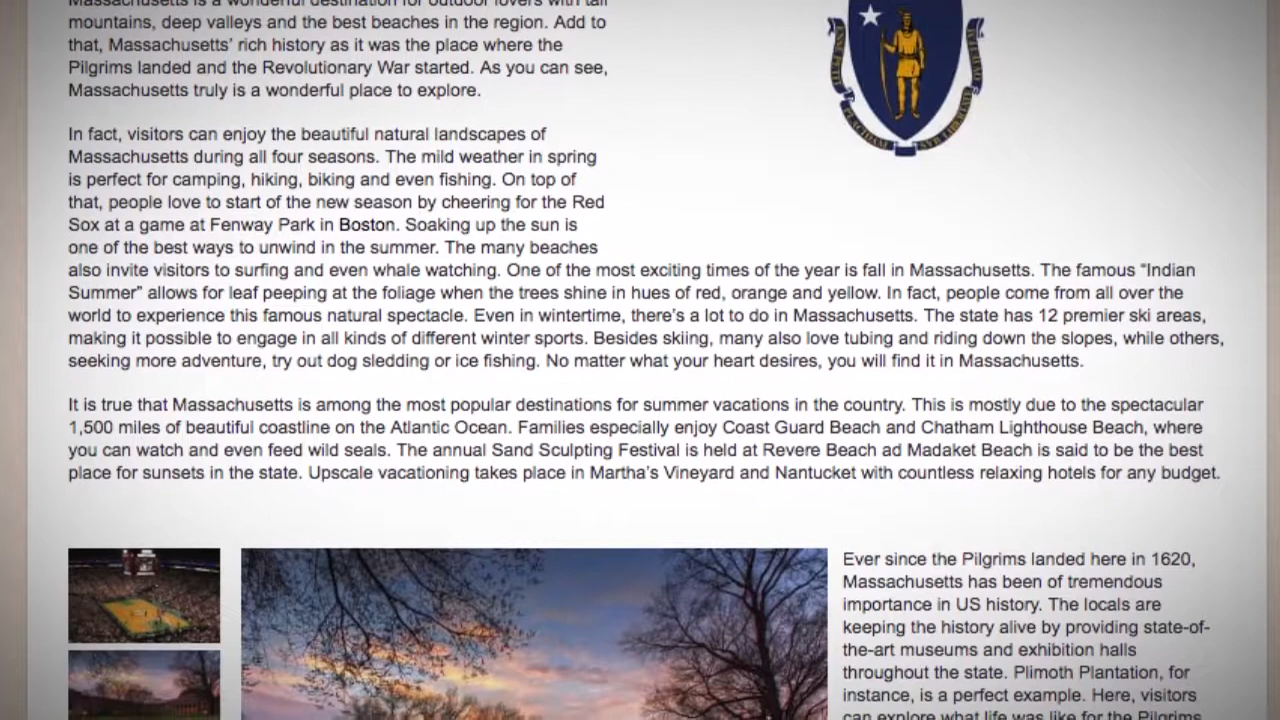 Massachusetts is a wonderful destination for outdoor lovers with tall
mountains, deep valleys and the best beaches in the region. Add to
that, Massachusetts’ rich history as it was the place where the
Pilgrims landed and the Revolutionary War started. As you can see,
Massachusetts truly is a wonderful place to explore.
In fact, visitors can enjoy the beautiful natural landscapes of
Massachusetts during all four seasons. The mild weather in spring
is perfect for camping, hiking, biking and even fishing. On top of
that, people love to start of the new season by cheering for the Red
Sox at a game at Fenway Park in Boston. Soaking up the sun is
one of the best ways to unwind in the summer. The many beaches
also invite visitors to surfing and even whale watching. One of the most exciting times of the year is fall in Massachusetts. The famous “Indian
Summer” allows for leaf peeping at the foliage when the trees shine in hues of red, orange and yellow. In fact, people come from all over the
world to experience this famous natural spectacle. Even in wintertime, there’s a lot to do in Massachusetts. The state has 12 premier ski areas,
making it possible to engage in all kinds of different winter sports. Besides skiing, many also love tubing and riding down the slopes, while others,
seeking more adventure, try out dog sledding or ice fishing. No matter what your heart desires, you will find it in Massachusetts.
It is true that Massachusetts is among the most popular destinations for summer vacations in the country. This is mostly due to the spectacular
1,500 miles of beautiful coastline on the Atlantic Ocean. Families especially enjoy Coast Guard Beach and Chatham Lighthouse Beach, where
you can watch and even feed wild seals. The annual Sand Sculpting Festival is held at Revere Beach ad Madaket Beach is said to be the best
place for sunsets in the state. Upscale vacationing takes place in Martha’s Vineyard and Nantucket with countless relaxing hotels for any budget.
Ever since the Pilgrims landed here in 1620,
Massachusetts has been of tremendous
importance in US history. The locals are
keeping the history alive by providing state-of-
the-art museums and exhibition halls
throughout the state. Plimoth Plantation, for
instance, is a perfect example. Here, visitors
can explore what life was like for the Pilgrims